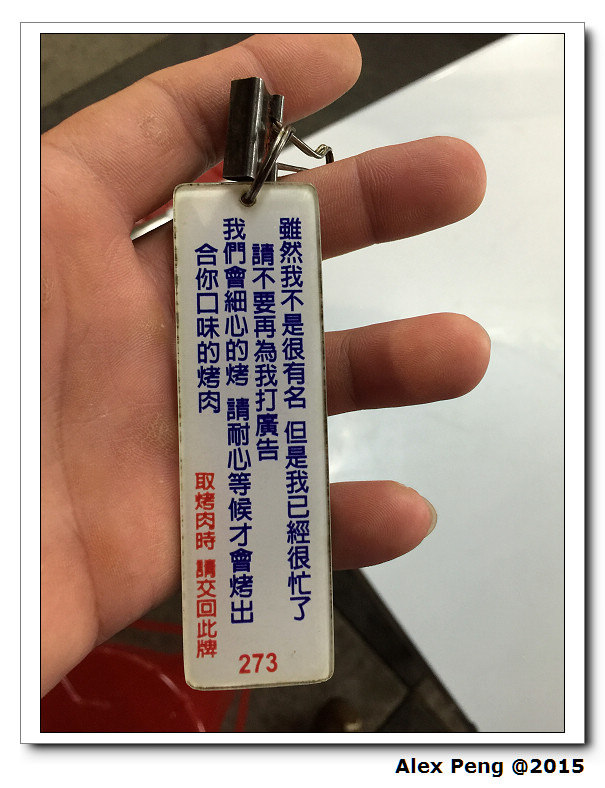 雖然我不是很有名 但是我已經很忙了
請不要再為我打廣告
我們會細心的烤 請耐心等候才會烤出
合你口味的烤肉
取烤肉時 請交回此牌
273
Alex Peng @2015